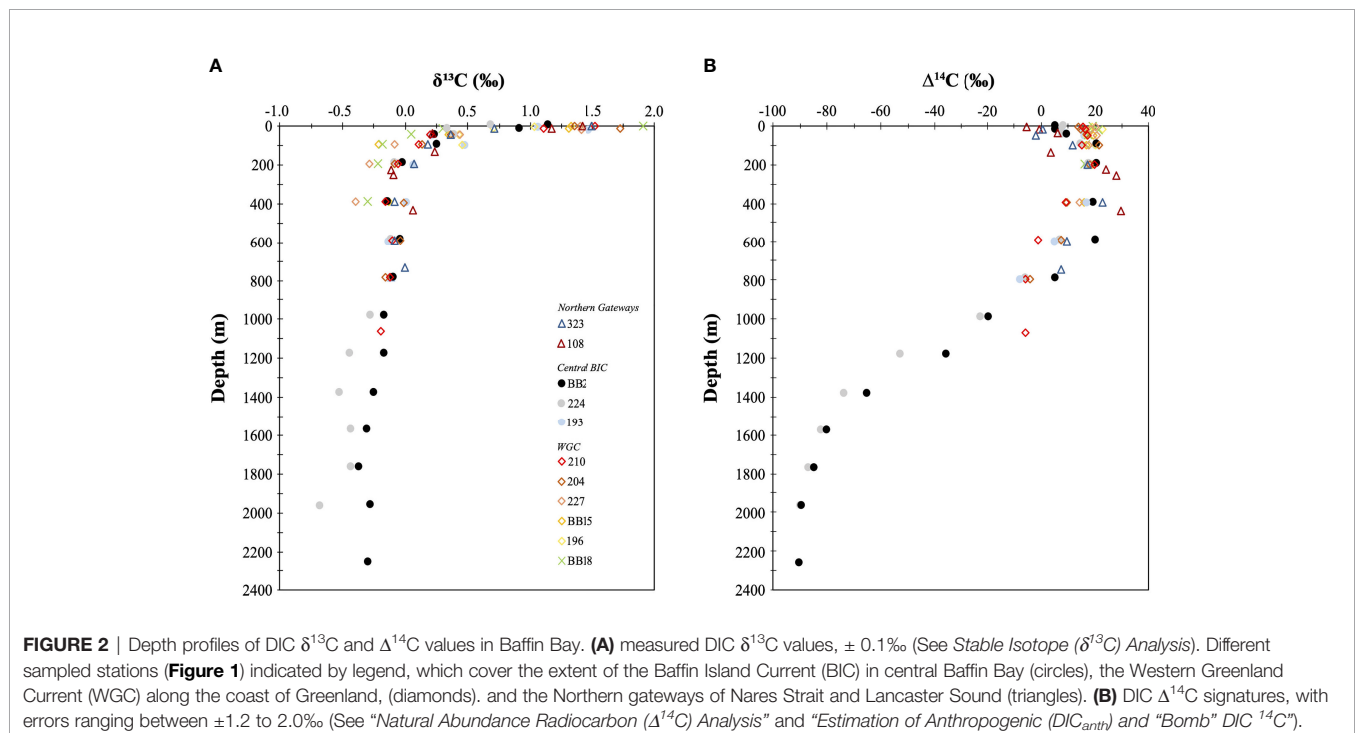 A
B
δ¹³C (‰)
Δ¹⁴C (‰)
-1.0 -0.5 0.0 0.5 1.0 1.5 2.0
-100 -80 -60 -40 -20 0 20 40
Depth (m)
0
200
400
600
800
1000
1200
1400
1600
1800
2000
2200
2400
Northern Gateways
323
108
Central BIC
BB2
224
193
WGC
210
204
227
BB15
196
BB18
Depth (m)
0
200
400
600
800
1000
1200
1400
1600
1800
2000
2200
2400
FIGURE 2 | Depth profiles of DIC δ¹³C and Δ¹⁴C values in Baffin Bay. (A) measured DIC δ¹³C values, ± 0.1‰ (See Stable Isotope (δ¹³C) Analysis). Different
sampled stations (Figure 1) indicated by legend, which cover the extent of the Baffin Island Current (BIC) in central Baffin Bay (circles), the Western Greenland
Current (WGC) along the coast of Greenland, (diamonds). and the Northern gateways of Nares Strait and Lancaster Sound (triangles). (B) DIC Δ¹⁴C signatures, with
errors ranging between ±1.2 to 2.0‰ (See “Natural Abundance Radiocarbon (Δ¹⁴C) Analysis” and “Estimation of Anthropogenic (DICanth) and “Bomb” DIC ¹⁴C”).